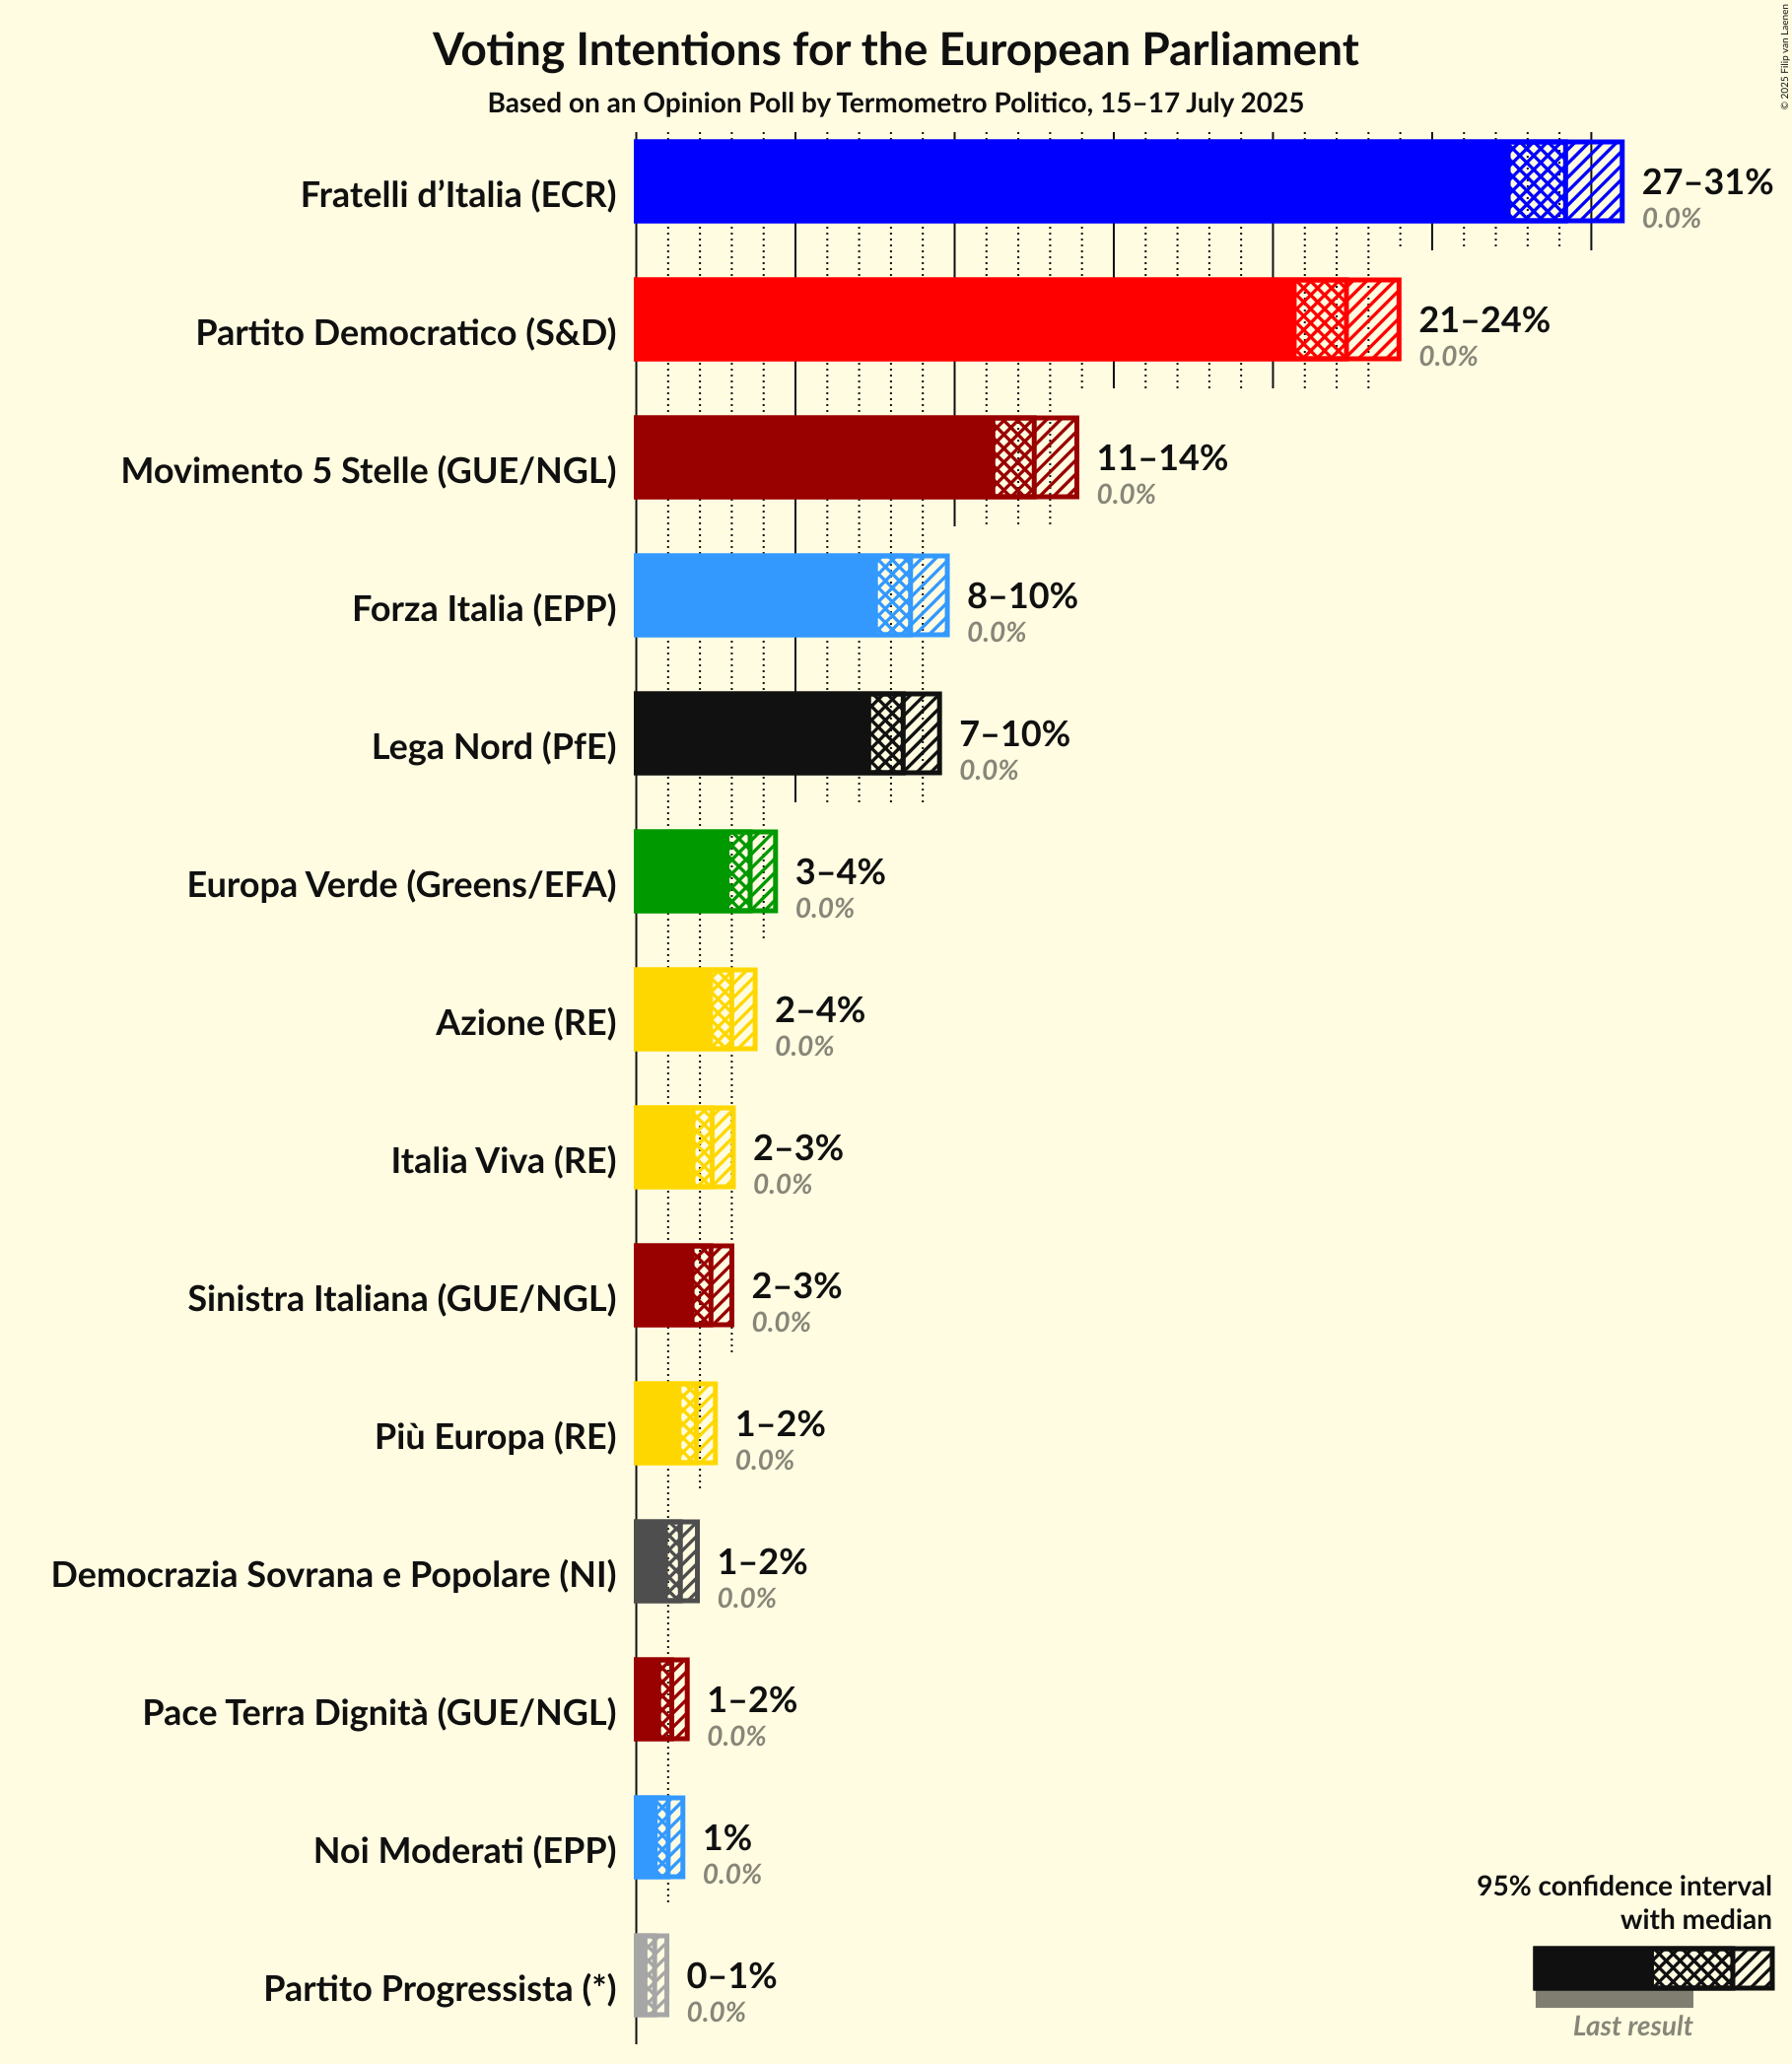 Voting Intentions for the European Parliament
Based on an Opinion Poll by Termometro Politico, 15–17 July 2025
© 2025 Filip van Laenen
Fratelli d’Italia (ECR)
27–31%
0.0%
Partito Democratico (S&D)
21–24%
0.0%
Movimento 5 Stelle (GUE/NGL)
11–14%
0.0%
Forza Italia (EPP)
8–10%
0.0%
Lega Nord (PfE)
7–10%
0.0%
Europa Verde (Greens/EFA)
3–4%
0.0%
Azione (RE)
2–4%
0.0%
Italia Viva (RE)
2–3%
0.0%
Sinistra Italiana (GUE/NGL)
2–3%
0.0%
Più Europa (RE)
1–2%
0.0%
Democrazia Sovrana e Popolare (NI)
1–2%
0.0%
Pace Terra Dignità (GUE/NGL)
1–2%
0.0%
Noi Moderati (EPP)
1%
0.0%
Partito Progressista (*)
0–1%
0.0%
95% confidence interval
with median
Last result